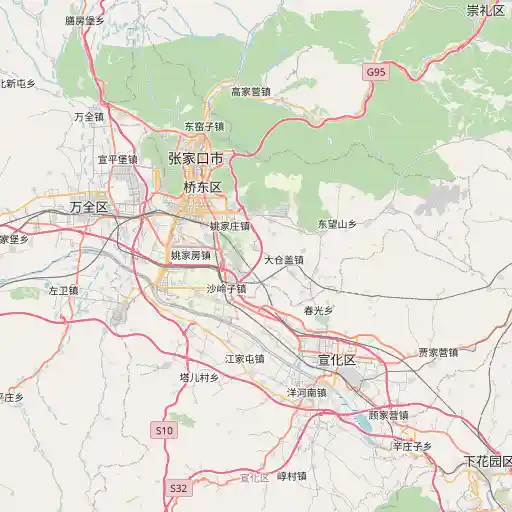 崇礼区
膳房堡乡
G95
北新屯乡
高家营镇
万全镇
东窑子镇
宣平堡镇
张家口市
桥东区
万全区
东望山乡
姚家庄镇
家堡乡
姚家房镇
大仓盖镇
左卫镇
沙岭子镇
春光乡
贾家营镇
江家屯镇
宣化区
塔儿村乡
洋河南镇
平庄乡
顾家营镇
S10
辛庄子乡
下花园区
崞村镇
宣化区
S32